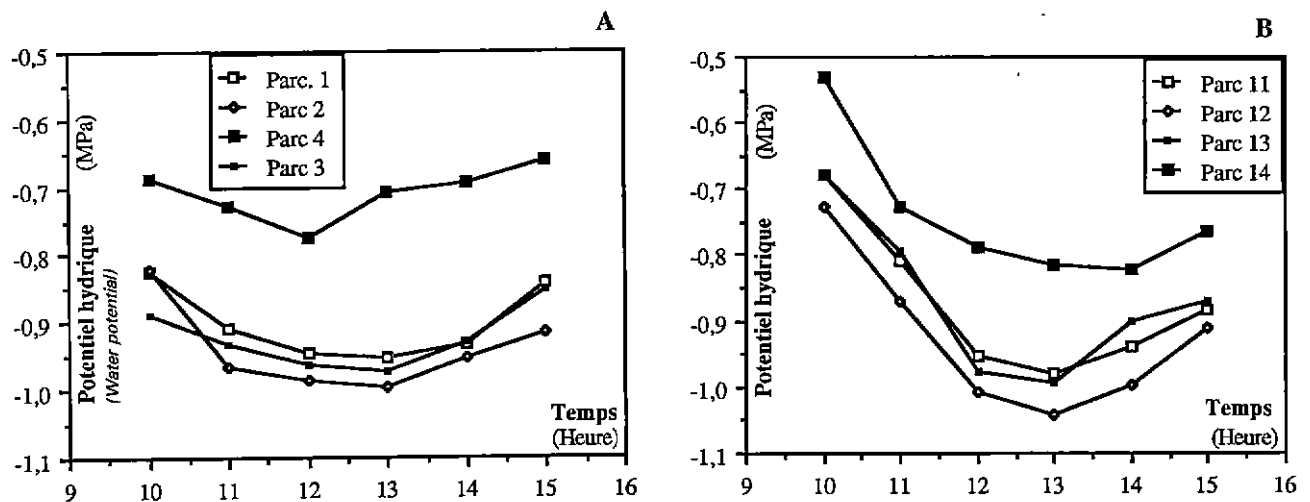 A
-0,5
-0,6
-0,7
-0,8
-0,9
-1,0
-1,1
Potentiel hydrique (MPa)
(Water potential)
Parc. 1
Parc 2
Parc 4
Parc 3
Temps
(Heure)
9 10 11 12 13 14 15 16
B
-0,5
-0,6
-0,7
-0,8
-0,9
-1,0
-1,1
Potentiel hydrique (MPa)
Parc 11
Parc 12
Parc 13
Parc 14
Temps
(Heure)
9 10 11 12 13 14 15 16